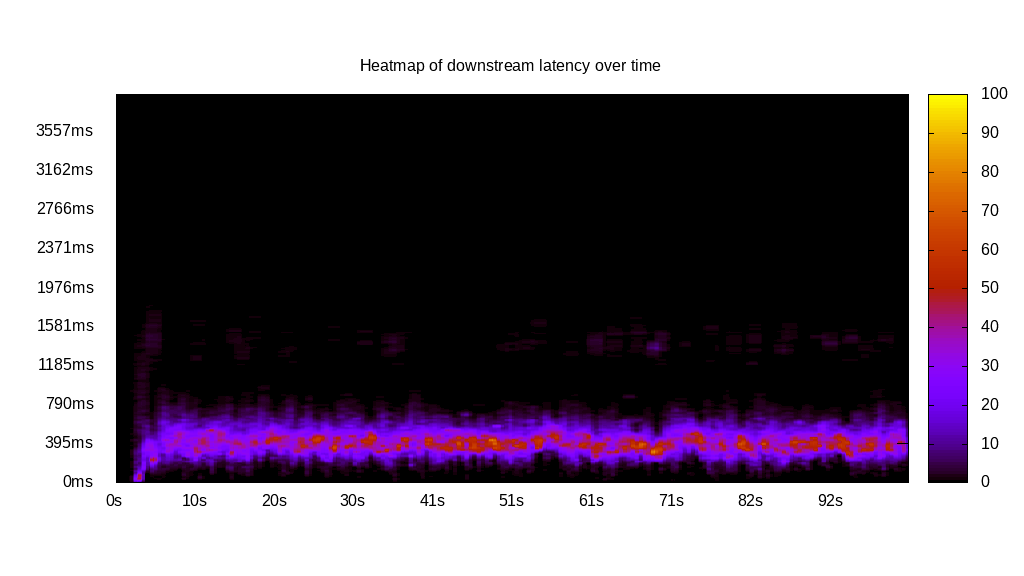 Heatmap of downstream latency over time
3557ms
3162ms
2766ms
2371ms
1976ms
1581ms
1185ms
790ms
395ms
0ms
0s 10s 20s 30s 41s 51s 61s 71s 82s 92s
100
90
80
70
60
50
40
30
20
10
0